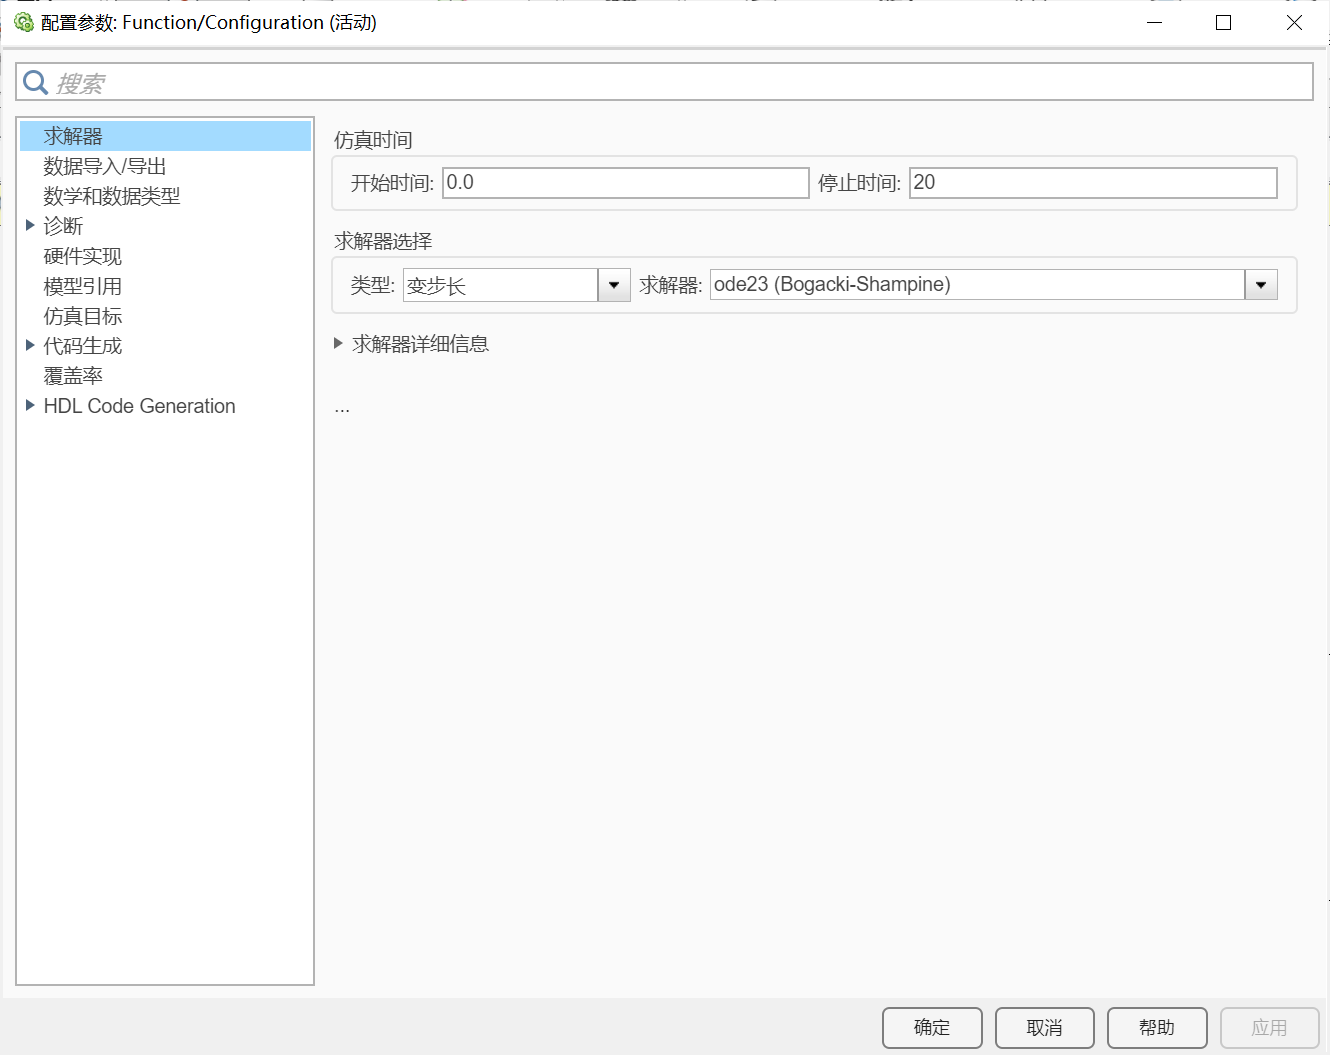 配置参数: Function/Configuration (活动)
搜索
求解器
数据导入/导出
数学和数据类型
诊断
硬件实现
模型引用
仿真目标
代码生成
覆盖率
HDL Code Generation
仿真时间
开始时间: 0.0 停止时间: 20
求解器选择
类型: 变步长 求解器: ode23 (Bogacki-Shampine)
求解器详细信息
...
确定 取消 帮助 应用